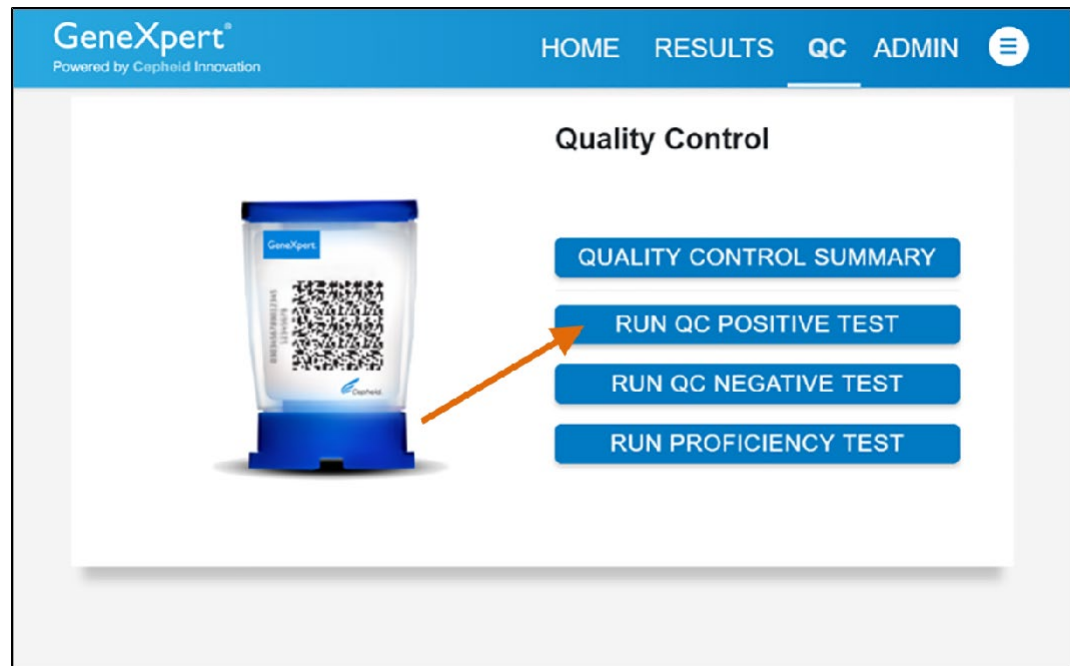 GeneXpert®
Powered by Cepheid Innovation
HOME RESULTS QC ADMIN
Quality Control
GeneXpert
Cepheid.
QUALITY CONTROL SUMMARY
RUN QC POSITIVE TEST
RUN QC NEGATIVE TEST
RUN PROFICIENCY TEST